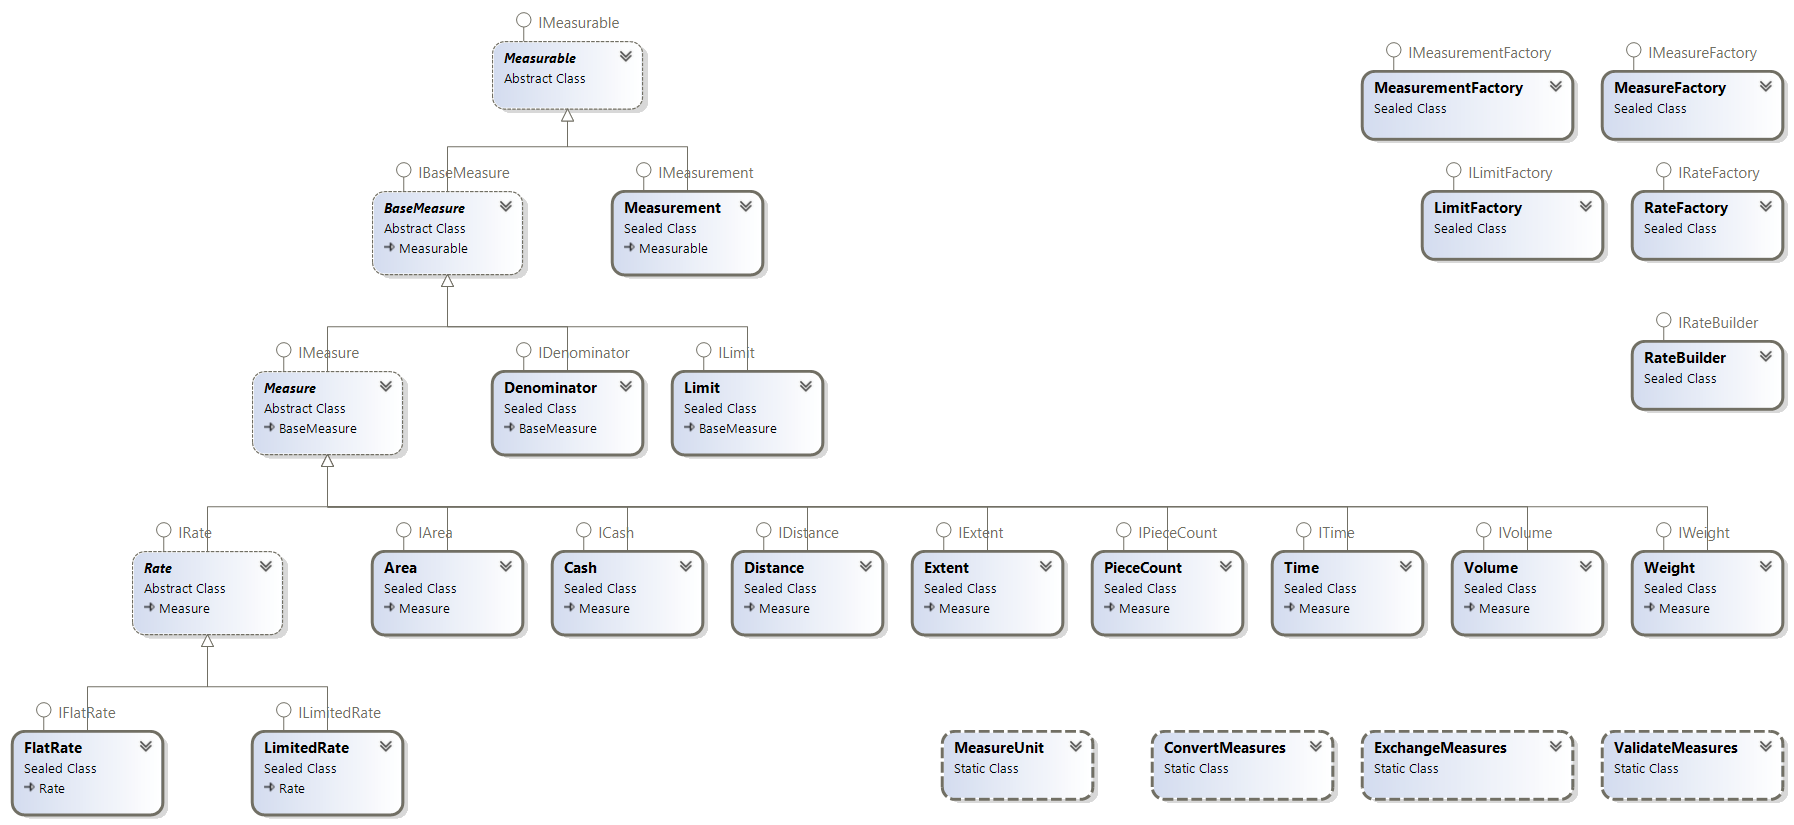 IMeasurable
Measurable
Abstract Class
IMeasurementFactory
MeasurementFactory
Sealed Class
IMeasureFactory
MeasureFactory
Sealed Class
IBaseMeasure
BaseMeasure
Abstract Class
Measurable
IMeasurement
Measurement
Sealed Class
Measurable
ILimitFactory
LimitFactory
Sealed Class
IRateFactory
RateFactory
Sealed Class
IMeasure
Measure
Abstract Class
BaseMeasure
IDenominator
Denominator
Sealed Class
BaseMeasure
ILimit
Limit
Sealed Class
BaseMeasure
IRateBuilder
RateBuilder
Sealed Class
IRate
Rate
Abstract Class
Measure
IArea
Area
Sealed Class
Measure
ICash
Cash
Sealed Class
Measure
IDistance
Distance
Sealed Class
Measure
IExtent
Extent
Sealed Class
Measure
IPieceCount
PieceCount
Sealed Class
Measure
ITime
Time
Sealed Class
Measure
IVolume
Volume
Sealed Class
Measure
IWeight
Weight
Sealed Class
Measure
IFlatRate
FlatRate
Sealed Class
Rate
ILimitedRate
LimitedRate
Sealed Class
Rate
MeasureUnit
Static Class
ConvertMeasures
Static Class
ExchangeMeasures
Static Class
ValidateMeasures
Static Class